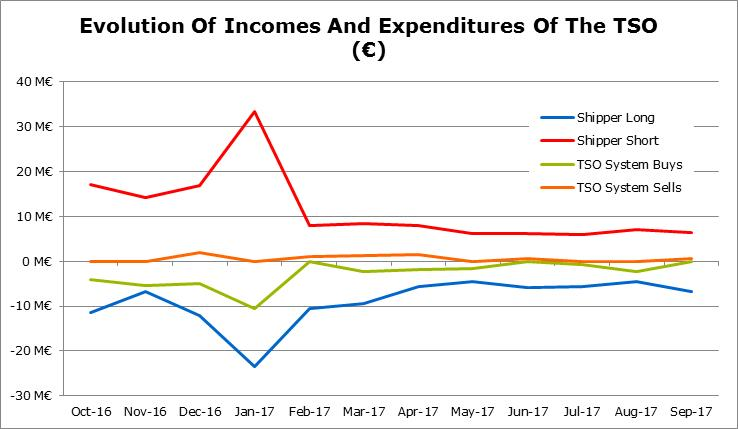 Evolution Of Incomes And Expenditures Of The TSO
(€)
40 M€
30 M€
20 M€
10 M€
0 M€
-10 M€
-20 M€
-30 M€
Shipper Long
Shipper Short
TSO System Buys
TSO System Sells
Oct-16 Nov-16 Dec-16 Jan-17 Feb-17 Mar-17 Apr-17 May-17 Jun-17 Jul-17 Aug-17 Sep-17